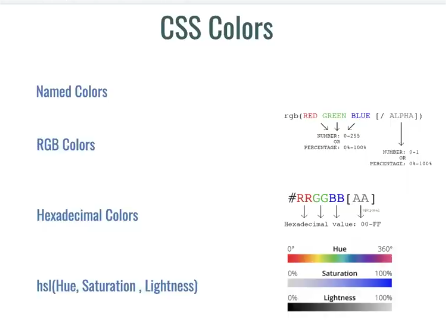 CSS Colors
Named Colors
RGB Colors
rgb(RED GREEN BLUE [/ ALPHA])
NUMBER: 0-255
OR
PERCENTAGE: 0%-100%
NUMBER: 0-1
OR
PERCENTAGE: 0%-100%
Hexadecimal Colors
#RRGGBB[AA]
Hexadecimal value: 00-FF
hsl(Hue, Saturation , Lightness)
0° Hue 360°
0% Saturation 100%
0% Lightness 100%